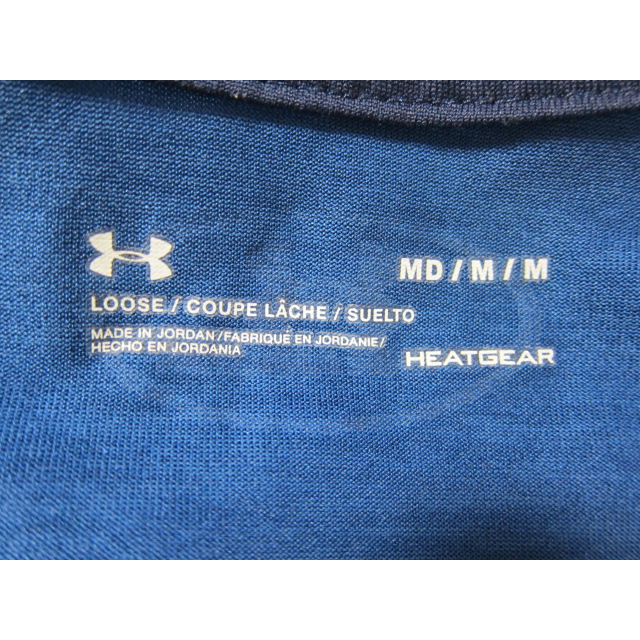 MD/M/M
LOOSE/COUPE LÂCHE/SUELTO
MADE IN JORDAN/FABRIQUÉ EN JORDANIE/
HECHO EN JORDANIA
HEATGEAR